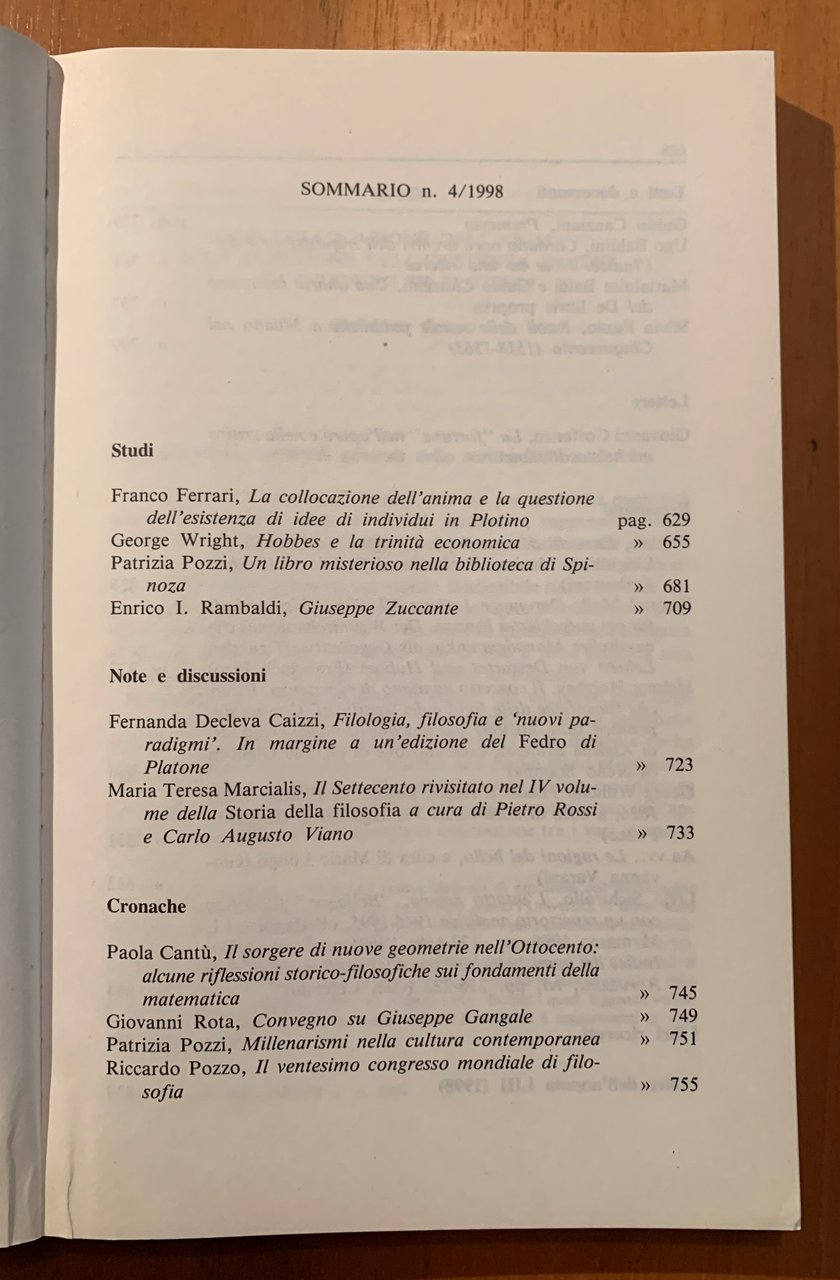 SOMMARIO n. 4/1998
Studi
Franco Ferrari, La collocazione dell'anima e la questione
dell'esistenza di idee di individui in Plotino pag. 629
George Wright, Hobbes e la trinità economica » 655
Patrizia Pozzi, Un libro misterioso nella biblioteca di Spi-
noza » 681
Enrico I. Rambaldi, Giuseppe Zuccante » 709
Note e discussioni
Fernanda Decleva Caizzi, Filologia, filosofia e ‘nuovi pa-
radigmi’. In margine a un'edizione del Fedro di
Platone » 723
Maria Teresa Marcialis, Il Settecento rivisitato nel IV volu-
me della Storia della filosofia a cura di Pietro Rossi
e Carlo Augusto Viano » 733
Cronache
Paola Cantù, Il sorgere di nuove geometrie nell'Ottocento:
alcune riflessioni storico-filosofiche sui fondamenti della
matematica » 745
Giovanni Rota, Convegno su Giuseppe Gangale » 749
Patrizia Pozzi, Millenarismi nella cultura contemporanea » 751
Riccardo Pozzo, Il ventesimo congresso mondiale di filo-
sofia » 755